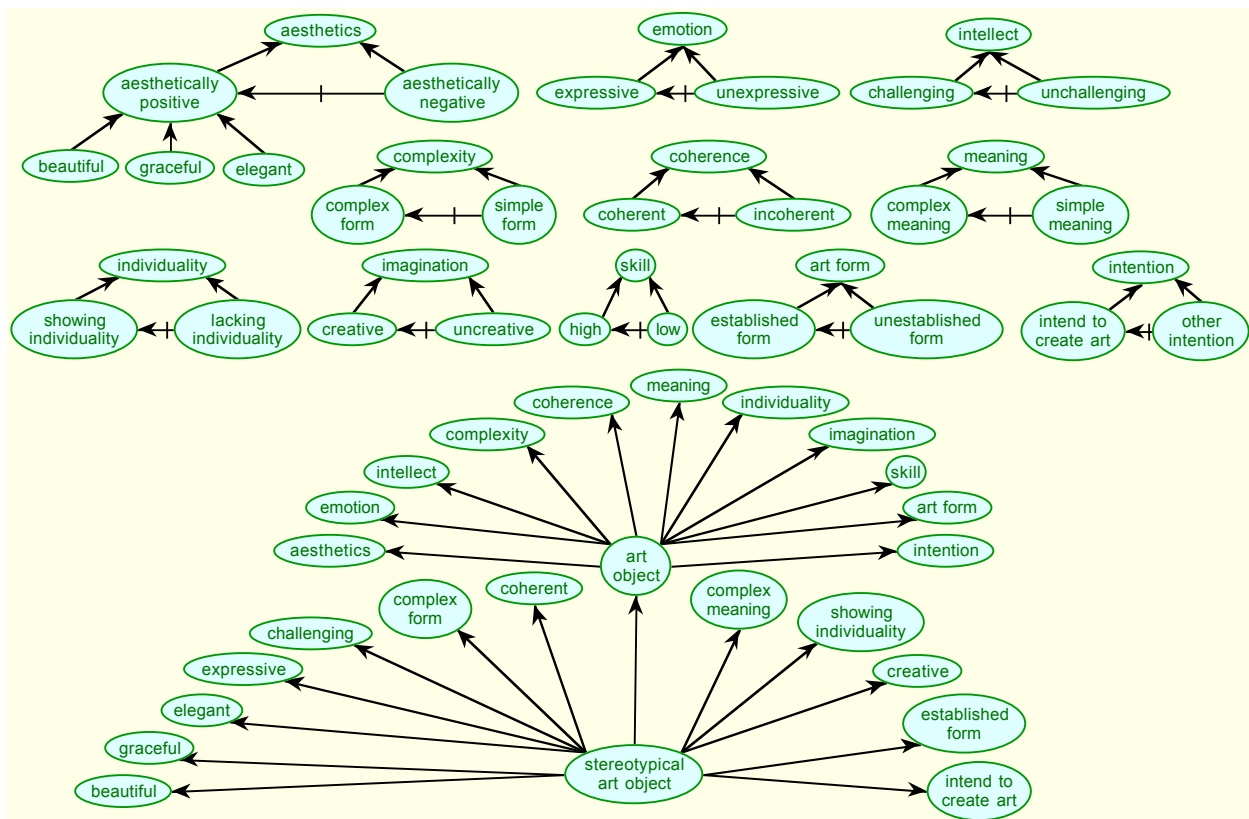 aesthetics
emotion
intellect
aesthetically
positive
aesthetically
negative
expressive
unexpressive
challenging
unchallenging
beautiful
graceful
elegant
complexity
coherence
meaning
complex
form
simple
form
coherent
incoherent
complex
meaning
simple
meaning
individuality
imagination
skill
art form
intention
showing
individuality
lacking
individuality
creative
uncreative
high
low
established
form
unestablished
form
intend to
create art
other
intention
meaning
coherence
individuality
complexity
imagination
intellect
skill
emotion
art form
aesthetics
intention
art
object
coherent
complex
form
complex
meaning
showing
individuality
challenging
expressive
creative
elegant
established
form
graceful
stereotypical
art object
beautiful
intend to
create art